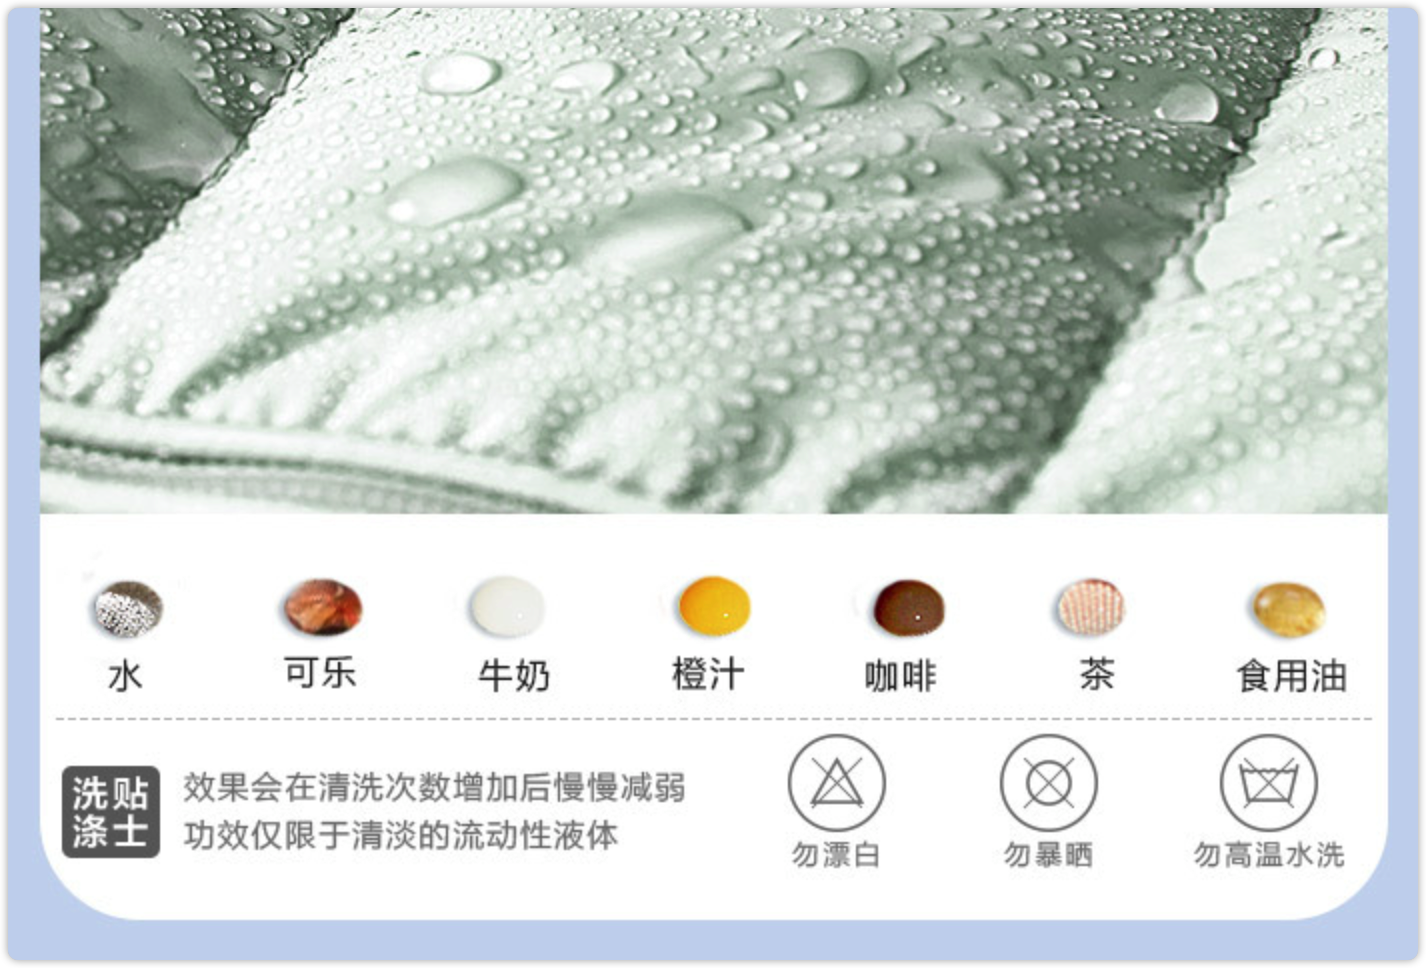 水
可乐
牛奶
橙汁
咖啡
茶
食用油
洗贴
涤士
效果会在清洗次数增加后慢慢减弱
功效仅限于清淡的流动性液体
勿漂白
勿暴晒
勿高温水洗